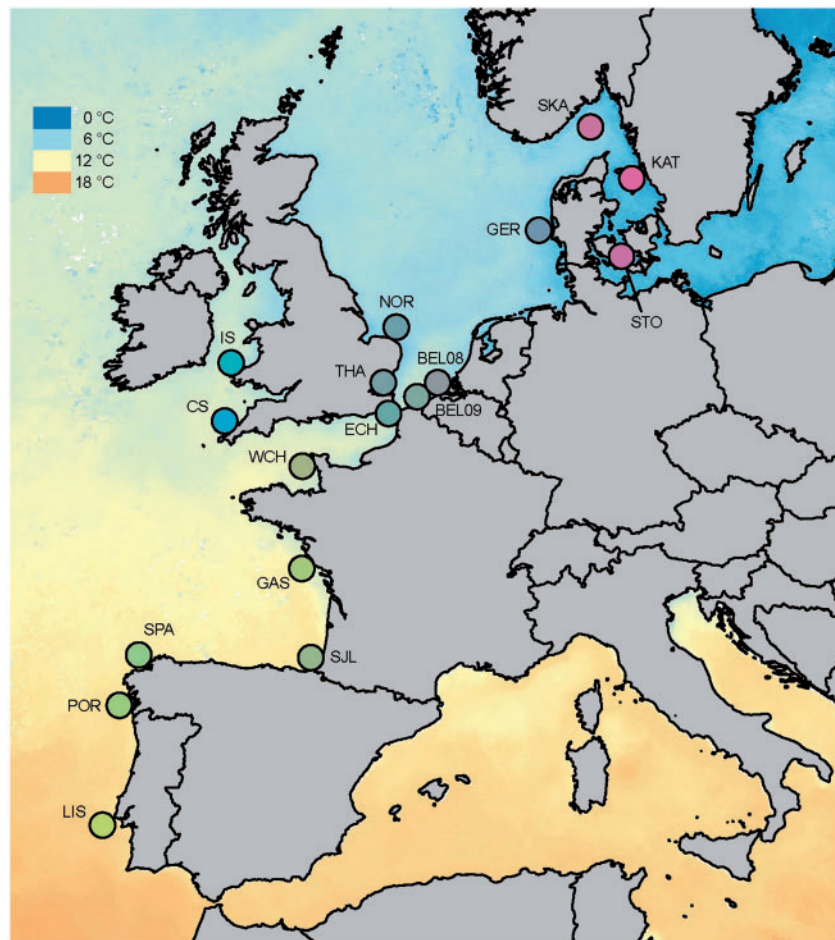 0 °C
6 °C
12 °C
18 °C
SKA
KAT
GER
STO
NOR
IS
THA
BEL08
BEL09
CS
ECH
WCH
GAS
SPA
SJL
POR
LIS